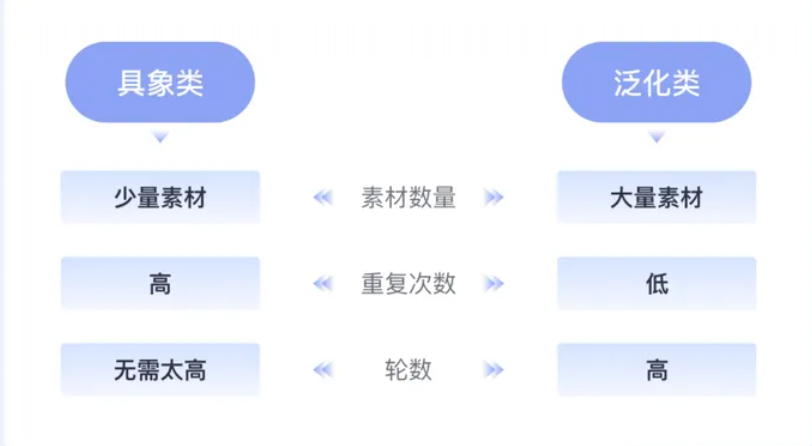 具象类 泛化类
少量素材 素材数量 大量素材
高 重复次数 低
无需太高 轮数 高